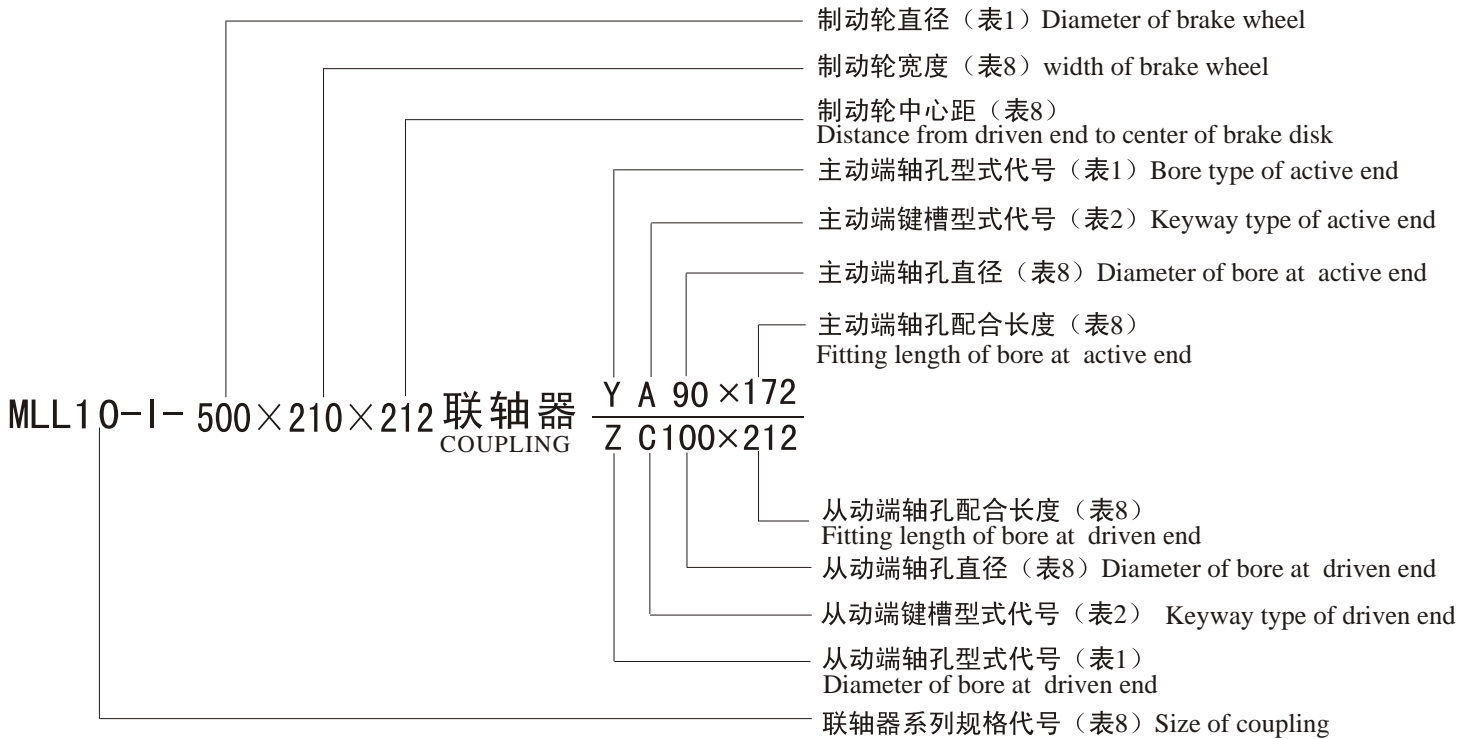 制动轮直径（表1）Diameter of brake wheel
制动轮宽度（表8）width of brake wheel
制动轮中心距（表8）
Distance from driven end to center of brake disk
主动端轴孔型式代号（表1）Bore type of active end
主动端键槽型式代号（表2）Keyway type of active end
主动端轴孔直径（表8）Diameter of bore at active end
主动端轴孔配合长度（表8）
Fitting length of bore at active end
Y A 90×172
MLL10-I-500×210×212联轴器
COUPLING
Z C100×212
从动端轴孔配合长度（表8）
Fitting length of bore at driven end
从动端轴孔直径（表8）Diameter of bore at driven end
从动端键槽型式代号（表2） Keyway type of driven end
从动端轴孔型式代号（表1）
Diameter of bore at driven end
联轴器系列规格代号（表8）Size of coupling